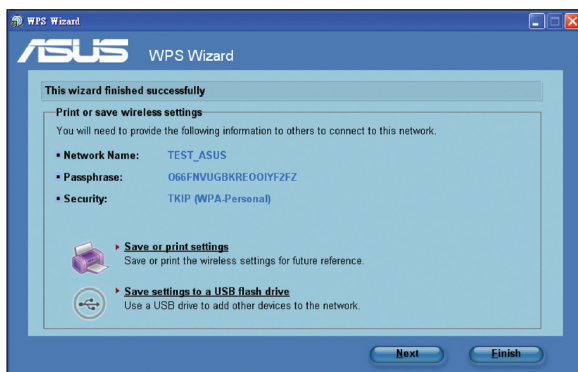 WPS Wizard
ASUS WPS Wizard
This wizard finished successfully
Print or save wireless settings
You will need to provide the following information to others to connect to this network.
Network Name: TEST_ASUS
Passphrase: O66FNVUGBKREOOIYF2FZ
Security: TKIP (WPA-Personal)
Save or print settings
Save or print the wireless settings for future reference.
Save settings to a USB flash drive
Use a USB drive to add other devices to the network.
Next Finish